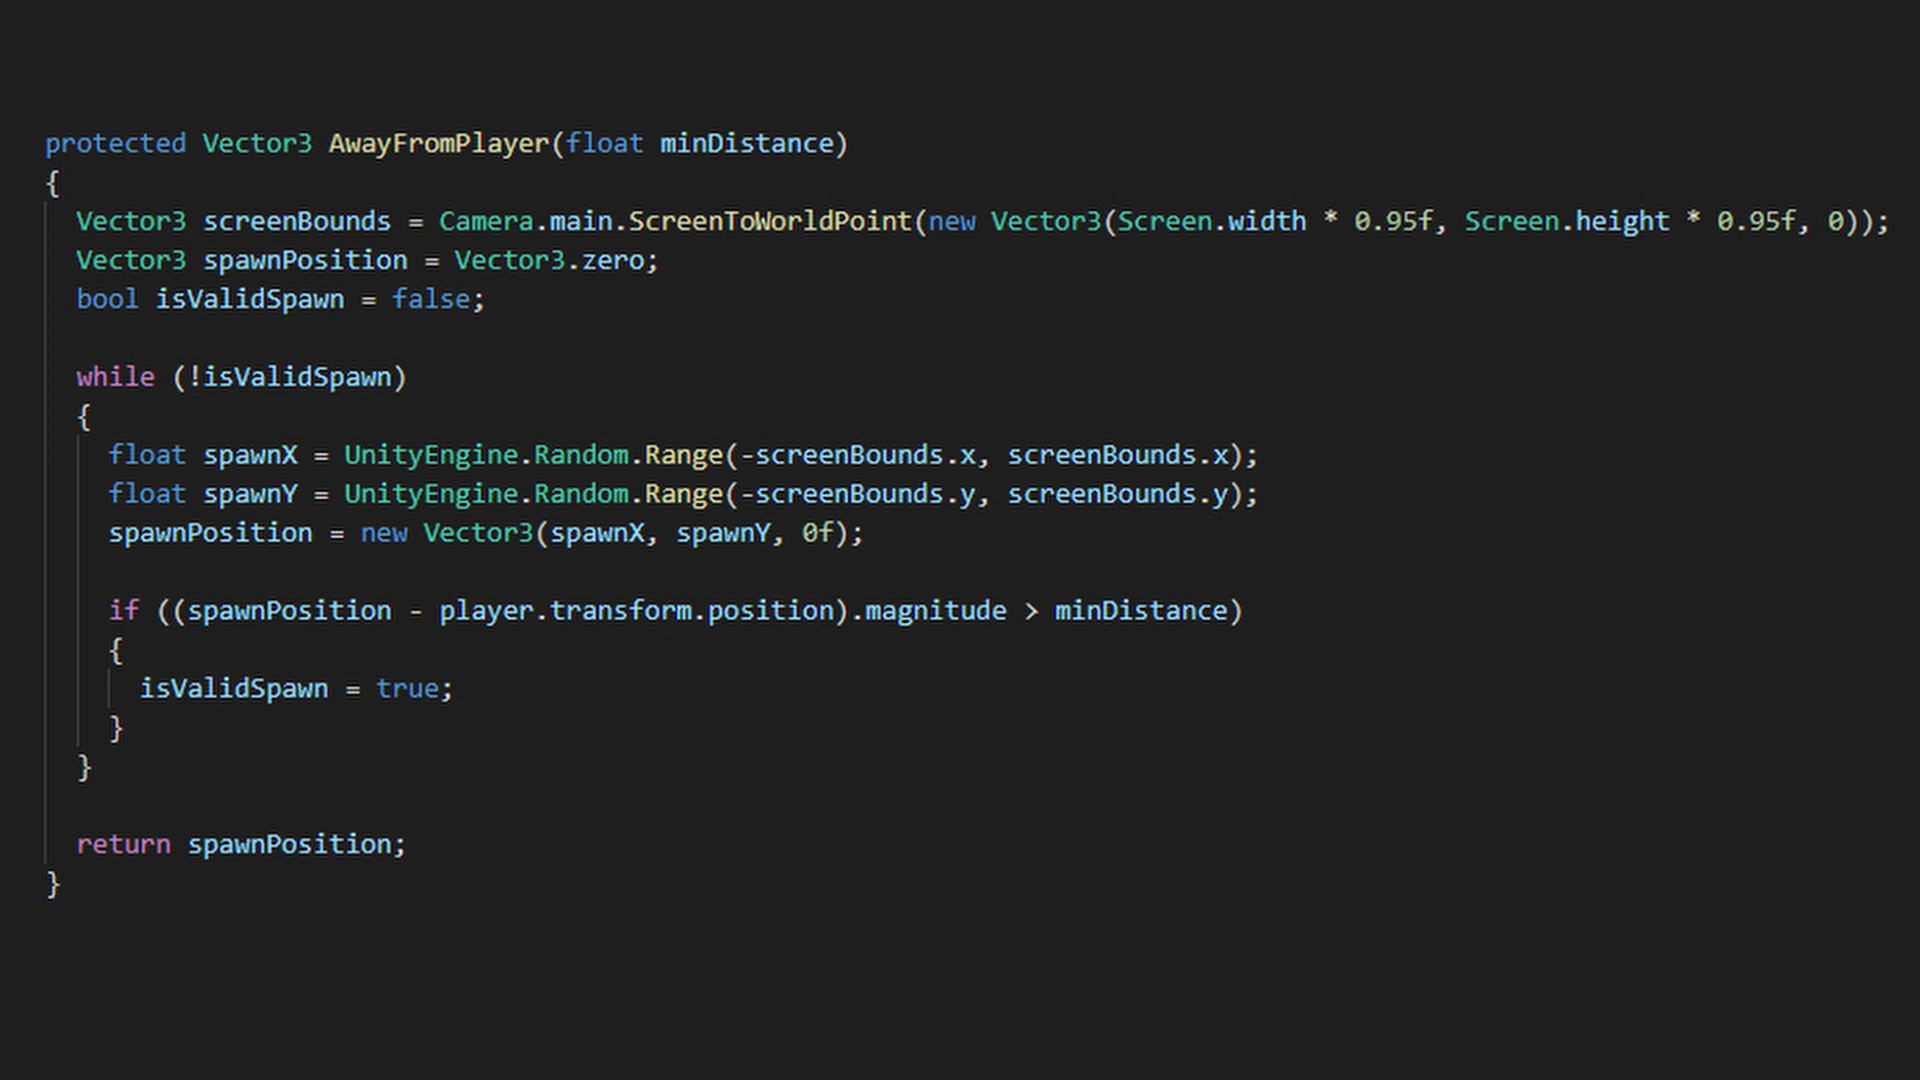 protected Vector3 AwayFromPlayer(float minDistance)
{
Vector3 screenBounds = Camera.main.ScreenToWorldPoint(new Vector3(Screen.width * 0.95f, Screen.height * 0.95f, 0));
Vector3 spawnPosition = Vector3.zero;
bool isValidSpawn = false;
while (!isValidSpawn)
{
float spawnX = UnityEngine.Random.Range(-screenBounds.x, screenBounds.x);
float spawnY = UnityEngine.Random.Range(-screenBounds.y, screenBounds.y);
spawnPosition = new Vector3(spawnX, spawnY, 0f);
if ((spawnPosition - player.transform.position).magnitude > minDistance)
{
isValidSpawn = true;
}
}
return spawnPosition;
}